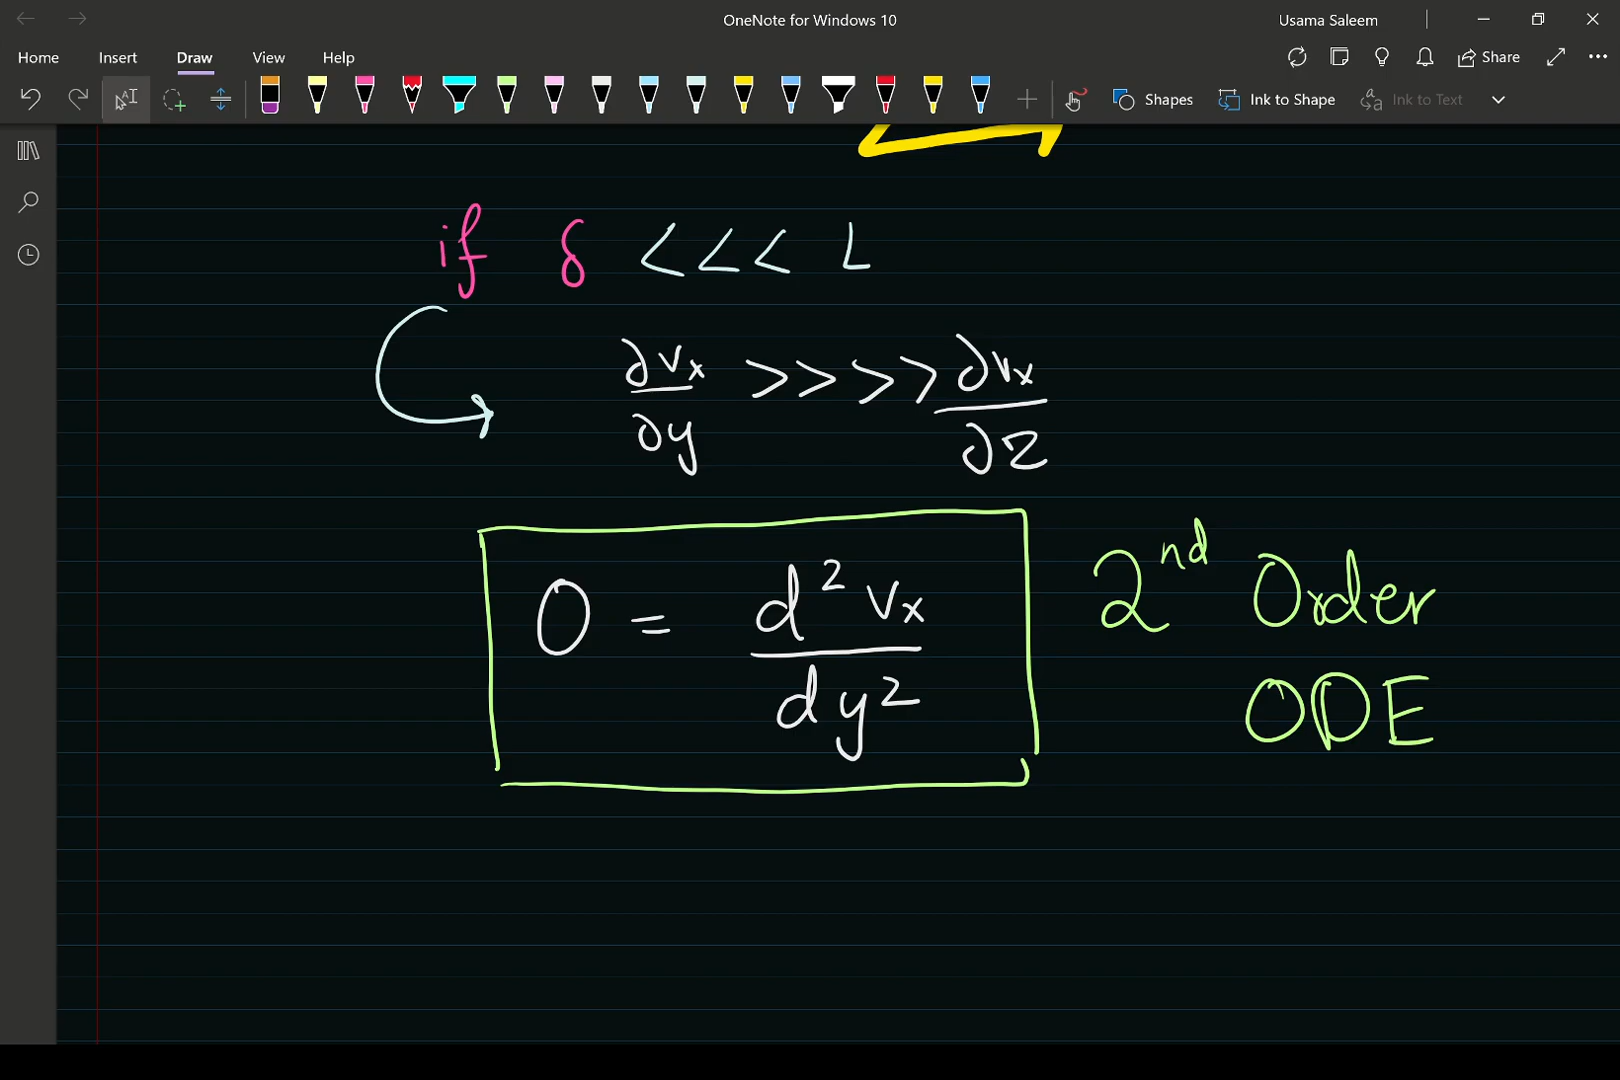 OneNote for Windows 10
Usama Saleem
Home Insert Draw View Help
Share
Shapes Ink to Shape Ink to Text
if δ <<< L
∂vx/∂y >>>> ∂vx/∂z
0 = d²vx/dy²
2nd Order
ODE